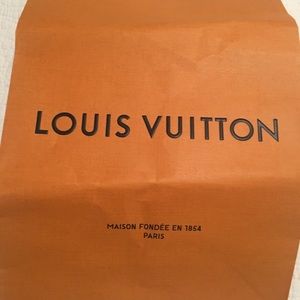 LOUIS VUITTON
MAISON FONDÉE EN 1854
PARIS